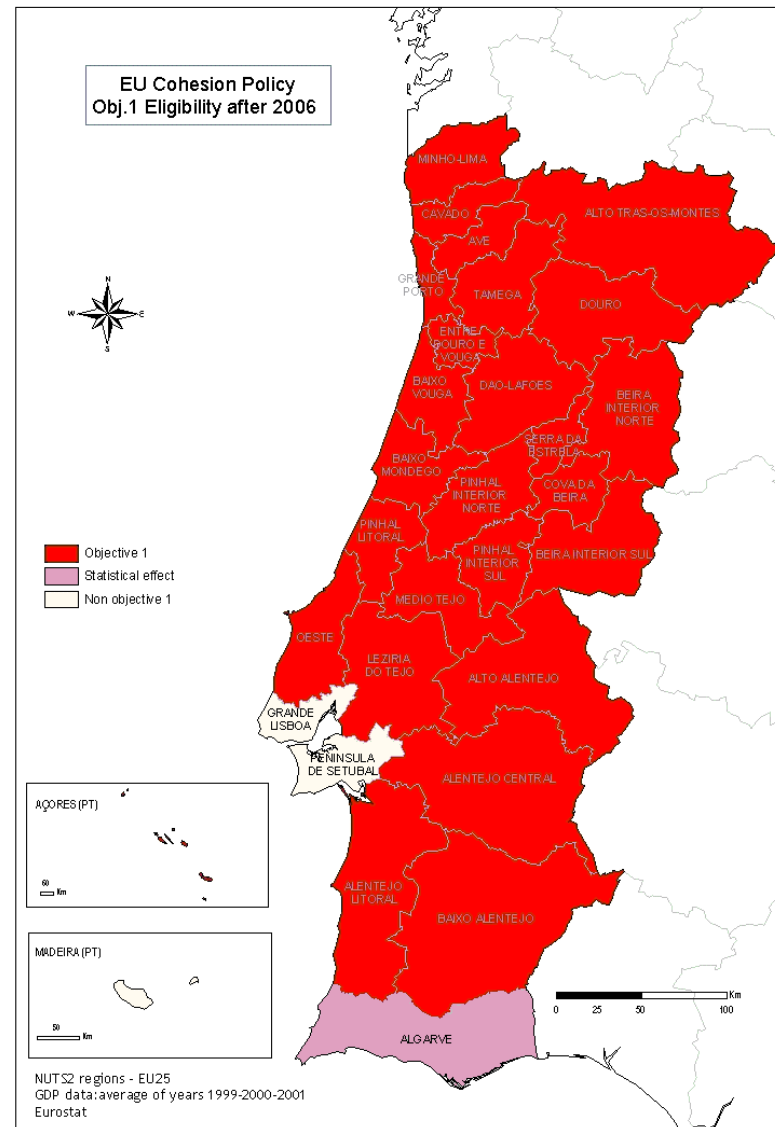 EU Cohesion Policy
Obj.1 Eligibility after 2006
MINHO-LIMA
CAVADO
ALTO TRAS-OS-MONTES
AVE
GRANDE
PORTO
TAMEGA
DOURO
ENTRE
DOURO E
VOUGA
BAIXO
VOUGA
DAO-LAFOES
BEIRA
INTERIOR
NORTE
SERRA DA
ESTRELA
BAIXO
MONDEGO
PINHAL
INTERIOR
NORTE
COVA DA
BEIRA
PINHAL
LITORAL
PINHAL
INTERIOR
SUL
BEIRA INTERIOR SUL
MEDIO TEJO
OESTE
LEZIRIA
DO TEJO
ALTO ALENTEJO
GRANDE
LISBOA
PENINSULA
DE SETUBAL
ALENTEJO CENTRAL
ALENTEJO
LITORAL
BAIXO ALENTEJO
ALGARVE
N
W
E
S
Objective 1
Statistical effect
Non objective 1
AÇORES (PT)
60 Km
MADEIRA (PT)
50
Km
Km
0 25 50 100
NUTS2 regions - EU25
GDP data:average of years 1999-2000-2001
Eurostat